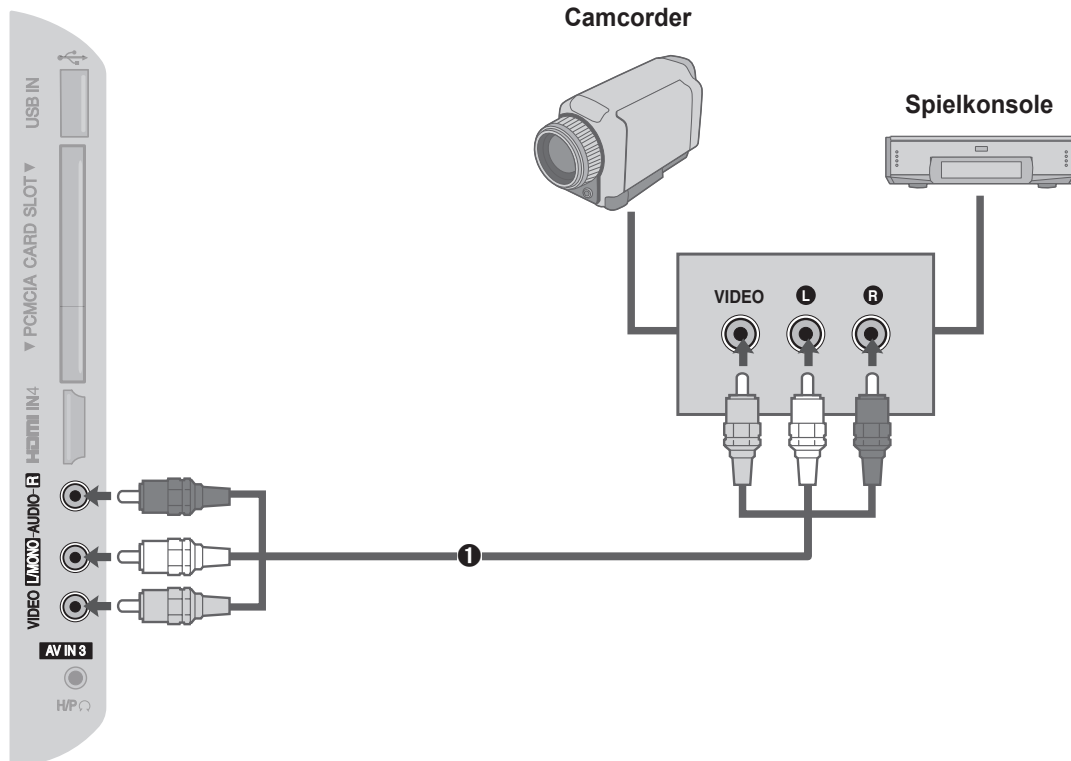 Camcorder
Spielkonsole
VIDEO L R
USB IN
▼ PCMCIA CARD SLOT ▼
HDMI IN4
VIDEO L/MONO-AUDIO-R
1
AV IN 3
H/P